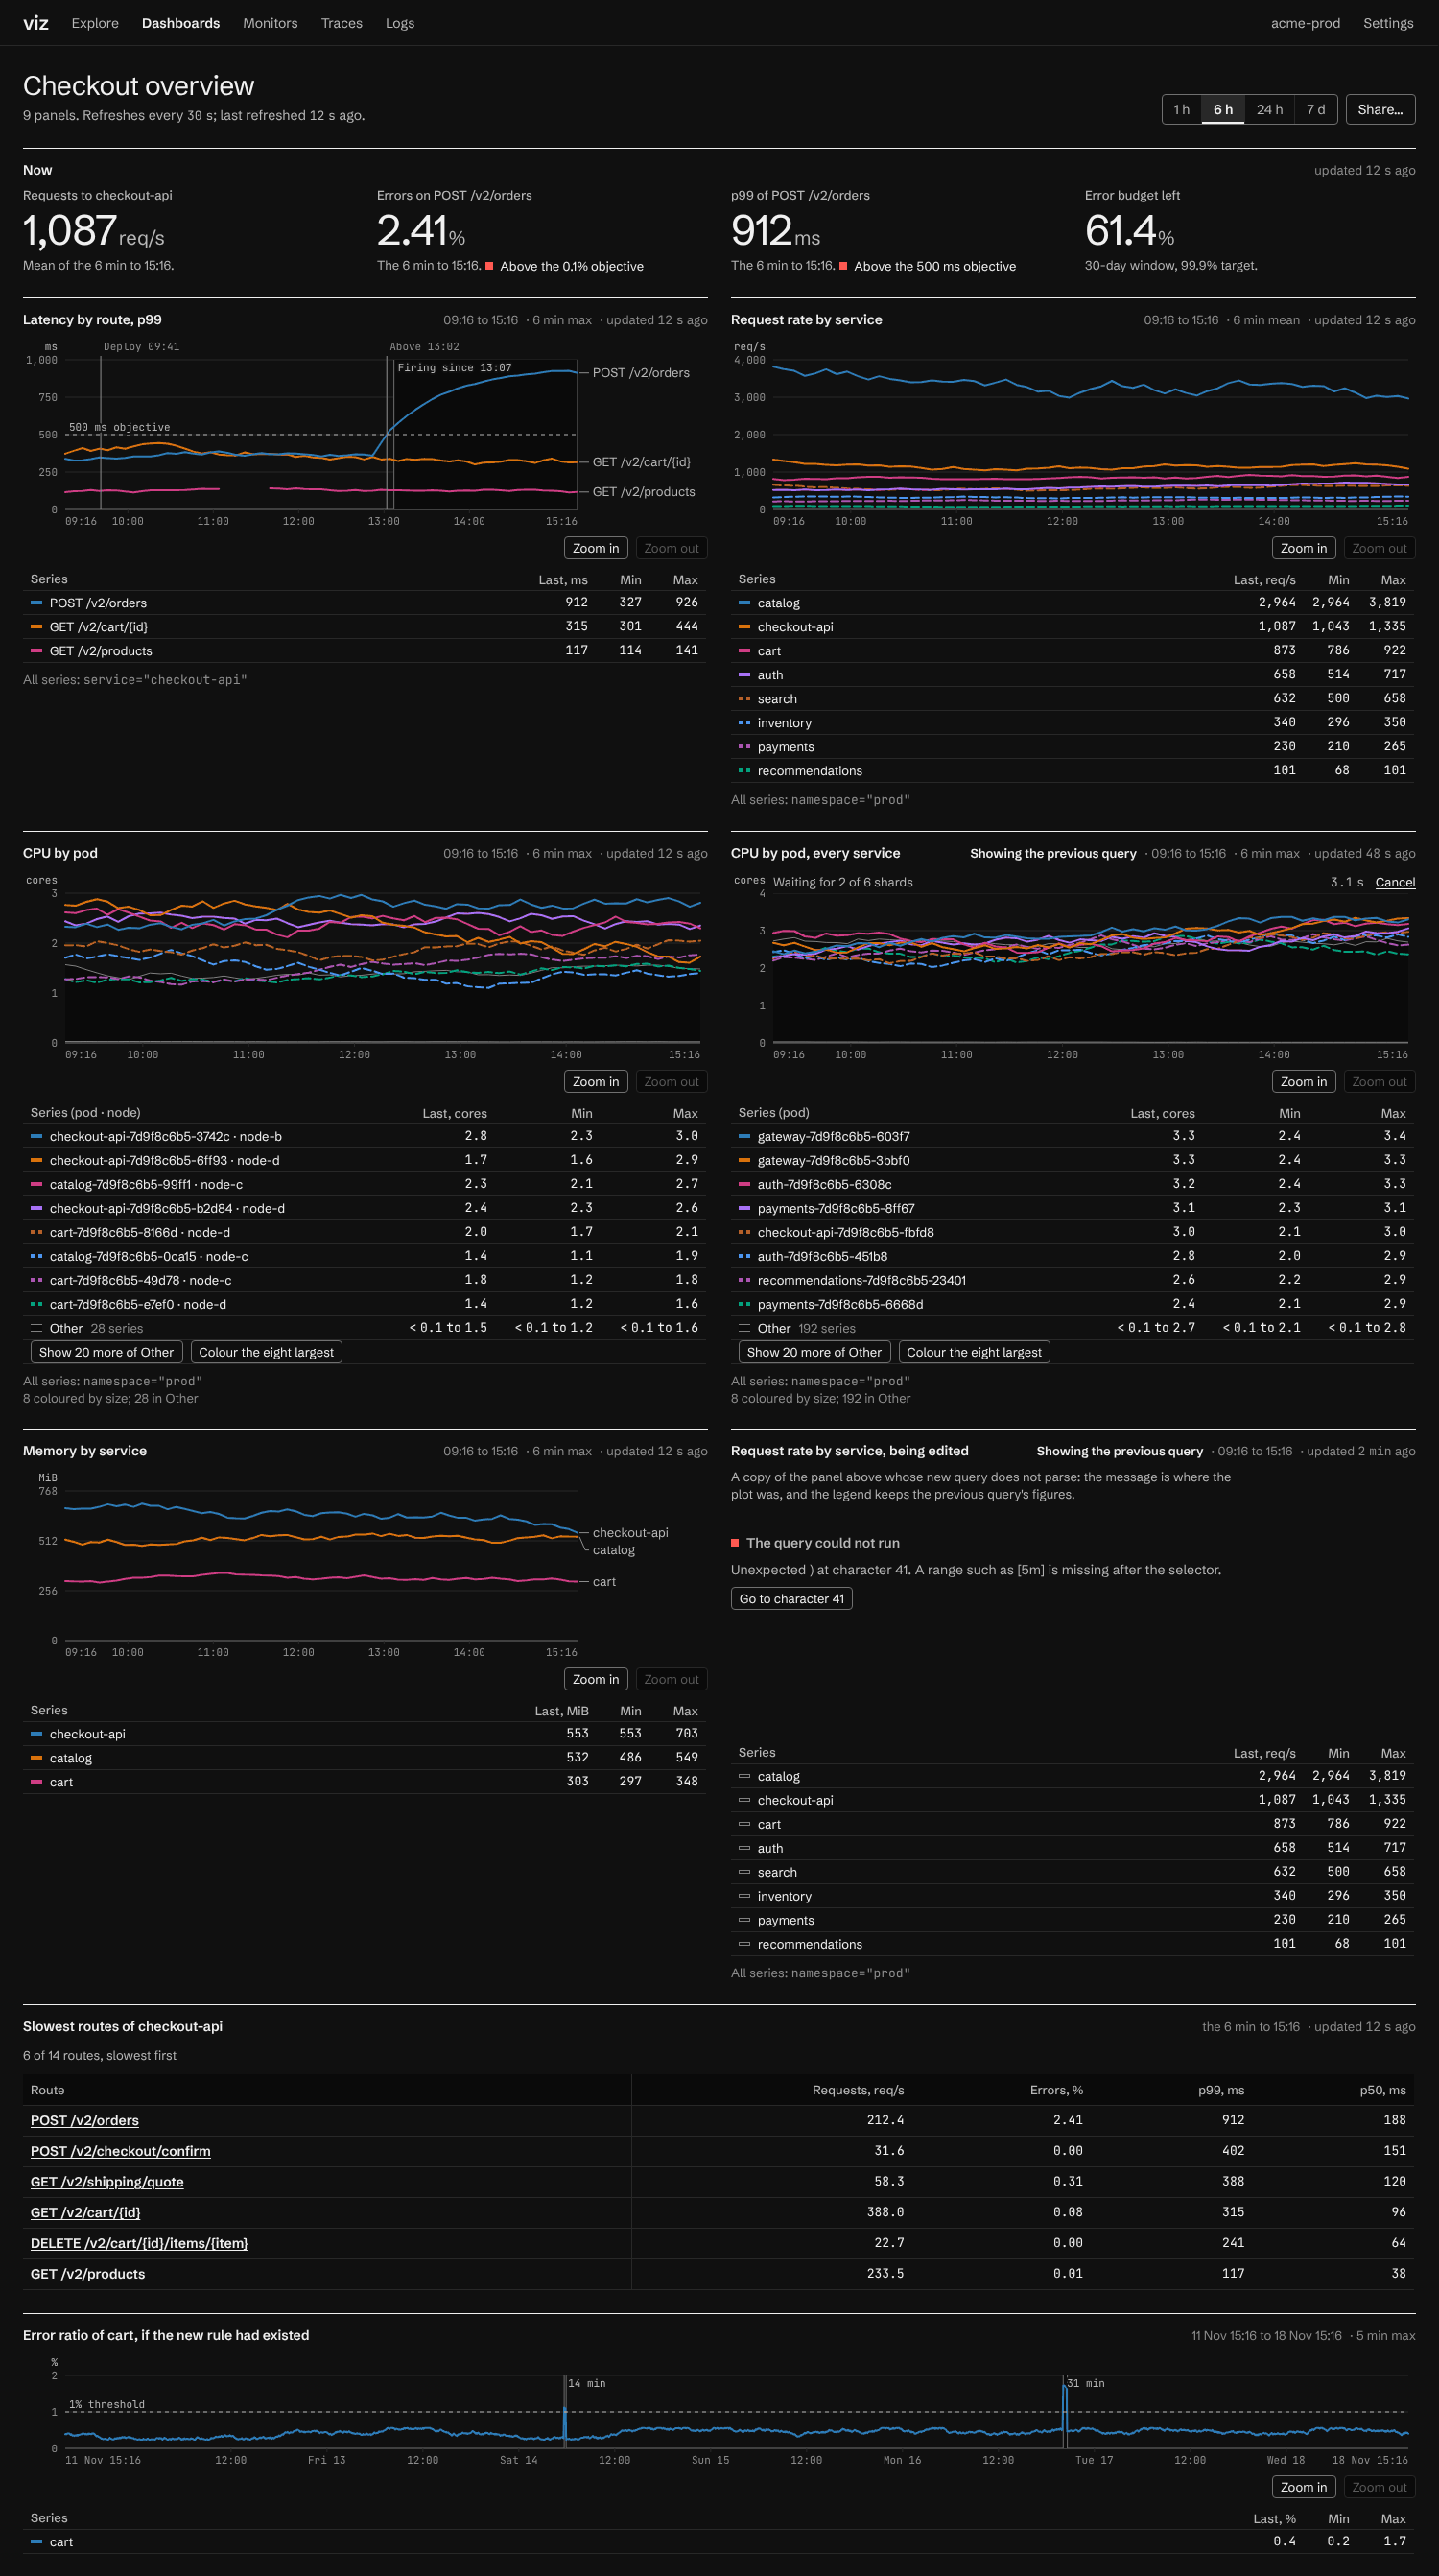 viz Explore Dashboards Monitors Traces Logs acme-prod Settings
Checkout overview
9 panels. Refreshes every 30 s; last refreshed 12 s ago.
1 h 6 h 24 h 7 d Share…
Now updated 12 s ago
Requests to checkout-api
1,087 req/s
Mean of the 6 min to 15:16.
Errors on POST /v2/orders
2.41%
The 6 min to 15:16. Above the 0.1% objective
p99 of POST /v2/orders
912 ms
The 6 min to 15:16. Above the 500 ms objective
Error budget left
61.4%
30-day window, 99.9% target.
Latency by route, p99 09:16 to 15:16 · 6 min max · updated 12 s ago
ms Deploy 09:41 Above 13:02
1,000
Firing since 13:07
POST /v2/orders
750
500 500 ms objective
GET /v2/cart/{id}
250
GET /v2/products
0
09:16 10:00 11:00 12:00 13:00 14:00 15:16
Zoom in Zoom out
Series Last, ms Min Max
POST /v2/orders 912 327 926
GET /v2/cart/{id} 315 301 444
GET /v2/products 117 114 141
All series: service="checkout-api"
Request rate by service 09:16 to 15:16 · 6 min mean · updated 12 s ago
req/s
4,000
3,000
2,000
1,000
0
09:16 10:00 11:00 12:00 13:00 14:00 15:16
Zoom in Zoom out
Series Last, req/s Min Max
catalog 2,964 2,964 3,819
checkout-api 1,087 1,043 1,335
cart 873 786 922
auth 658 514 717
search 632 500 658
inventory 340 296 350
payments 230 210 265
recommendations 101 68 101
All series: namespace="prod"
CPU by pod 09:16 to 15:16 · 6 min max · updated 12 s ago
cores
3
2
1
0
09:16 10:00 11:00 12:00 13:00 14:00 15:16
Zoom in Zoom out
Series (pod · node) Last, cores Min Max
checkout-api-7d9f8c6b5-3742c · node-b 2.8 2.3 3.0
checkout-api-7d9f8c6b5-6ff93 · node-d 1.7 1.6 2.9
catalog-7d9f8c6b5-99ff1 · node-c 2.3 2.1 2.7
checkout-api-7d9f8c6b5-b2d84 · node-d 2.4 2.3 2.6
cart-7d9f8c6b5-8166d · node-d 2.0 1.7 2.1
catalog-7d9f8c6b5-0ca15 · node-c 1.4 1.1 1.9
cart-7d9f8c6b5-49d78 · node-c 1.8 1.2 1.8
cart-7d9f8c6b5-e7ef0 · node-d 1.4 1.2 1.6
Other 28 series < 0.1 to 1.5 < 0.1 to 1.2 < 0.1 to 1.6
Show 20 more of Other Colour the eight largest
All series: namespace="prod"
8 coloured by size; 28 in Other
CPU by pod, every service Showing the previous query · 09:16 to 15:16 · 6 min max · updated 48 s ago
cores Waiting for 2 of 6 shards 3.1 s Cancel
4
3
2
1
0
09:16 10:00 11:00 12:00 13:00 14:00 15:16
Zoom in Zoom out
Series (pod) Last, cores Min Max
gateway-7d9f8c6b5-603f7 3.3 2.4 3.4
gateway-7d9f8c6b5-3bbf0 3.3 2.4 3.3
auth-7d9f8c6b5-6308c 3.2 2.4 3.3
payments-7d9f8c6b5-8ff67 3.1 2.3 3.1
checkout-api-7d9f8c6b5-fbfd8 3.0 2.1 3.0
auth-7d9f8c6b5-451b8 2.8 2.0 2.9
recommendations-7d9f8c6b5-23401 2.6 2.2 2.9
payments-7d9f8c6b5-6668d 2.4 2.1 2.9
Other 192 series < 0.1 to 2.7 < 0.1 to 2.1 < 0.1 to 2.8
Show 20 more of Other Colour the eight largest
All series: namespace="prod"
8 coloured by size; 192 in Other
Memory by service 09:16 to 15:16 · 6 min max · updated 12 s ago
MiB
768
512
checkout-api
catalog
256
cart
0
09:16 10:00 11:00 12:00 13:00 14:00 15:16
Zoom in Zoom out
Series Last, MiB Min Max
checkout-api 553 553 703
catalog 532 486 549
cart 303 297 348
Request rate by service, being edited Showing the previous query · 09:16 to 15:16 · updated 2 min ago
A copy of the panel above whose new query does not parse: the message is where the
plot was, and the legend keeps the previous query's figures.
The query could not run
Unexpected ) at character 41. A range such as [5m] is missing after the selector.
Go to character 41
Series Last, req/s Min Max
catalog 2,964 2,964 3,819
checkout-api 1,087 1,043 1,335
cart 873 786 922
auth 658 514 717
search 632 500 658
inventory 340 296 350
payments 230 210 265
recommendations 101 68 101
All series: namespace="prod"
Slowest routes of checkout-api the 6 min to 15:16 · updated 12 s ago
6 of 14 routes, slowest first
Route Requests, req/s Errors, % p99, ms p50, ms
POST /v2/orders 212.4 2.41 912 188
POST /v2/checkout/confirm 31.6 0.00 402 151
GET /v2/shipping/quote 58.3 0.31 388 120
GET /v2/cart/{id} 388.0 0.08 315 96
DELETE /v2/cart/{id}/items/{item} 22.7 0.00 241 64
GET /v2/products 233.5 0.01 117 38
Error ratio of cart, if the new rule had existed 11 Nov 15:16 to 18 Nov 15:16 · 5 min max
%
2
14 min 31 min
1% threshold
1
0
11 Nov 15:16 12:00 Fri 13 12:00 Sat 14 12:00 Sun 15 12:00 Mon 16 12:00 Tue 17 12:00 Wed 18 18 Nov 15:16
Zoom in Zoom out
Series Last, % Min Max
cart 0.4 0.2 1.7